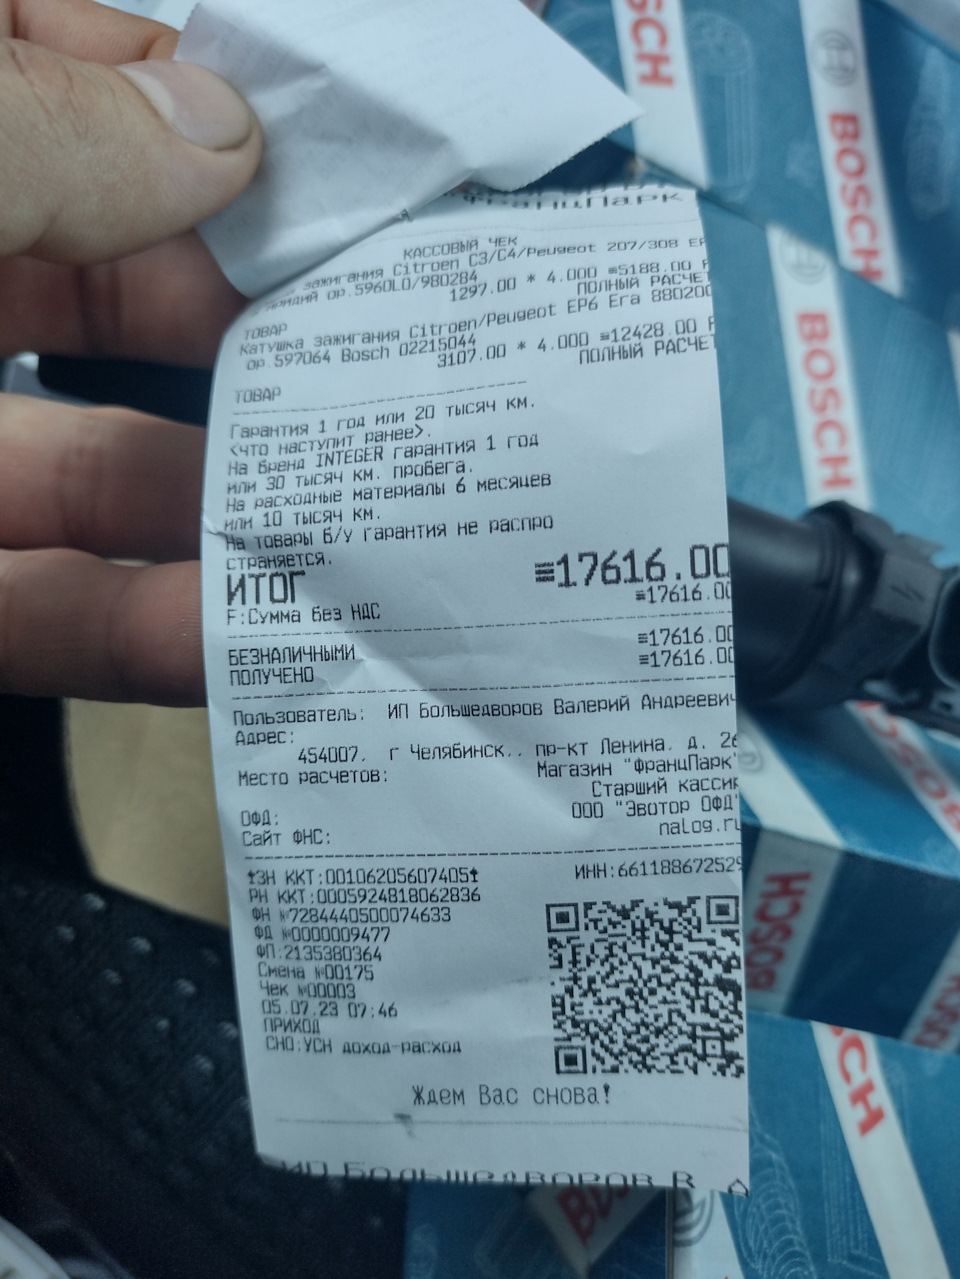 BOSCH
BOSCH
ФранцПарк
КАССОВЫЙ ЧЕК
зажигания Citroen C3/C4/Peugeot 207/308 EP
ор.5960L0/980284
1297.00 * 4.000 ≡5188.00 F
ПОЛНЫЙ РАСЧЕТ
ТОВАР
Катушка зажигания Citroen/Peugeot EP6 Era 880200
ор.597064 Bosch 02215044
3107.00 * 4.000 ≡12428.00 F
ПОЛНЫЙ РАСЧЕТ
ТОВАР
Гарантия 1 год или 20 тысяч км.
<что наступит ранее>.
На бренд INTEGER гарантия 1 год
или 30 тысяч км. пробега.
На расходные материалы 6 месяцев
или 10 тысяч км.
На товары б/у гарантия не распро
страняется.
ИТОГ ≡17616.00
≡17616.00
F:Сумма без НДС
≡17616.00
БЕЗНАЛИЧНЫМИ ≡17616.00
ПОЛУЧЕНО
Пользователь: ИП Большедворов Валерий Андреевич
Адрес:
454007, г Челябинск,, пр-кт Ленина, д. 26
Место расчетов: Магазин "ФранцПарк"
Старший кассир
ОФД: ООО "Эвотор ОФД"
Сайт ФНС: nalog.ru
ЗН ККТ:00106205607405 ИНН:661188672529
РН ККТ:0005924818062836
ФН №7284440500074633
ФД №0000009477
ФП:2135380364
Смена №00175
Чек №00003
05.07.23 07:46
ПРИХОД
СНО:УСН доход-расход
Ждем Вас снова!
ИП Большедворов В А
BOSCH
BOSCH
BOSCH
BOSCH